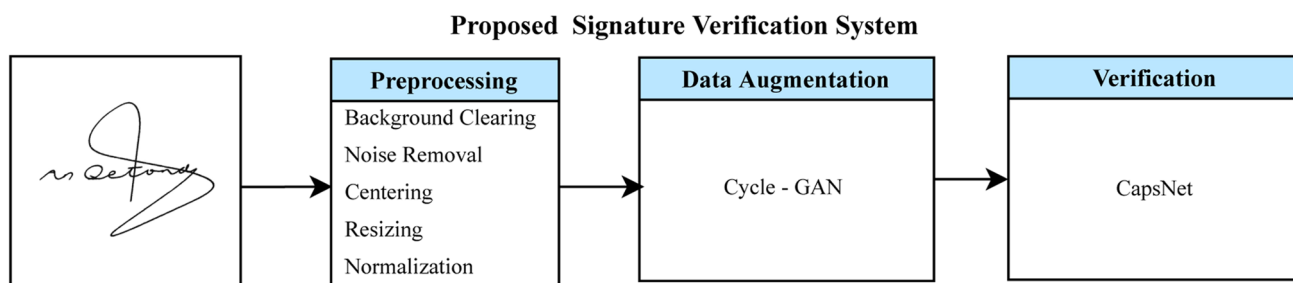 Proposed Signature Verification System
Preprocessing
Background Clearing
Noise Removal
Centering
Resizing
Normalization
Data Augmentation
Cycle - GAN
Verification
CapsNet